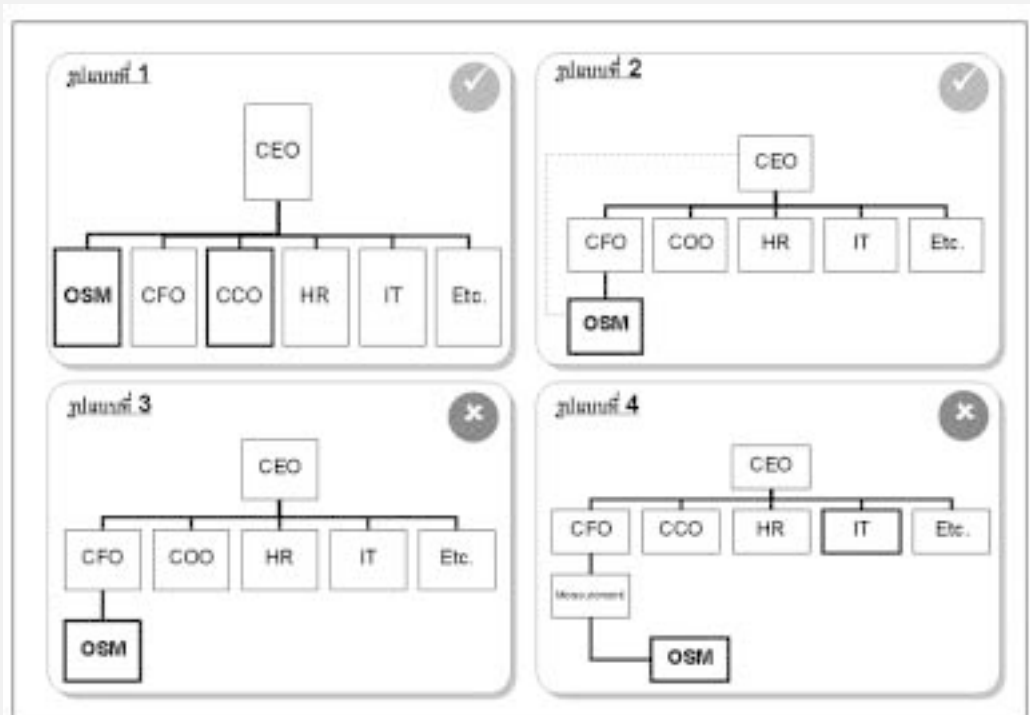 รูปแบบที่ 1
CEO
OSM CFO CCO HR IT Etc.
รูปแบบที่ 2
CEO
CFO COO HR IT Etc.
OSM
รูปแบบที่ 3
CEO
CFO COO HR IT Etc.
OSM
รูปแบบที่ 4
CEO
CFO CCO HR IT Etc.
Measurement
OSM